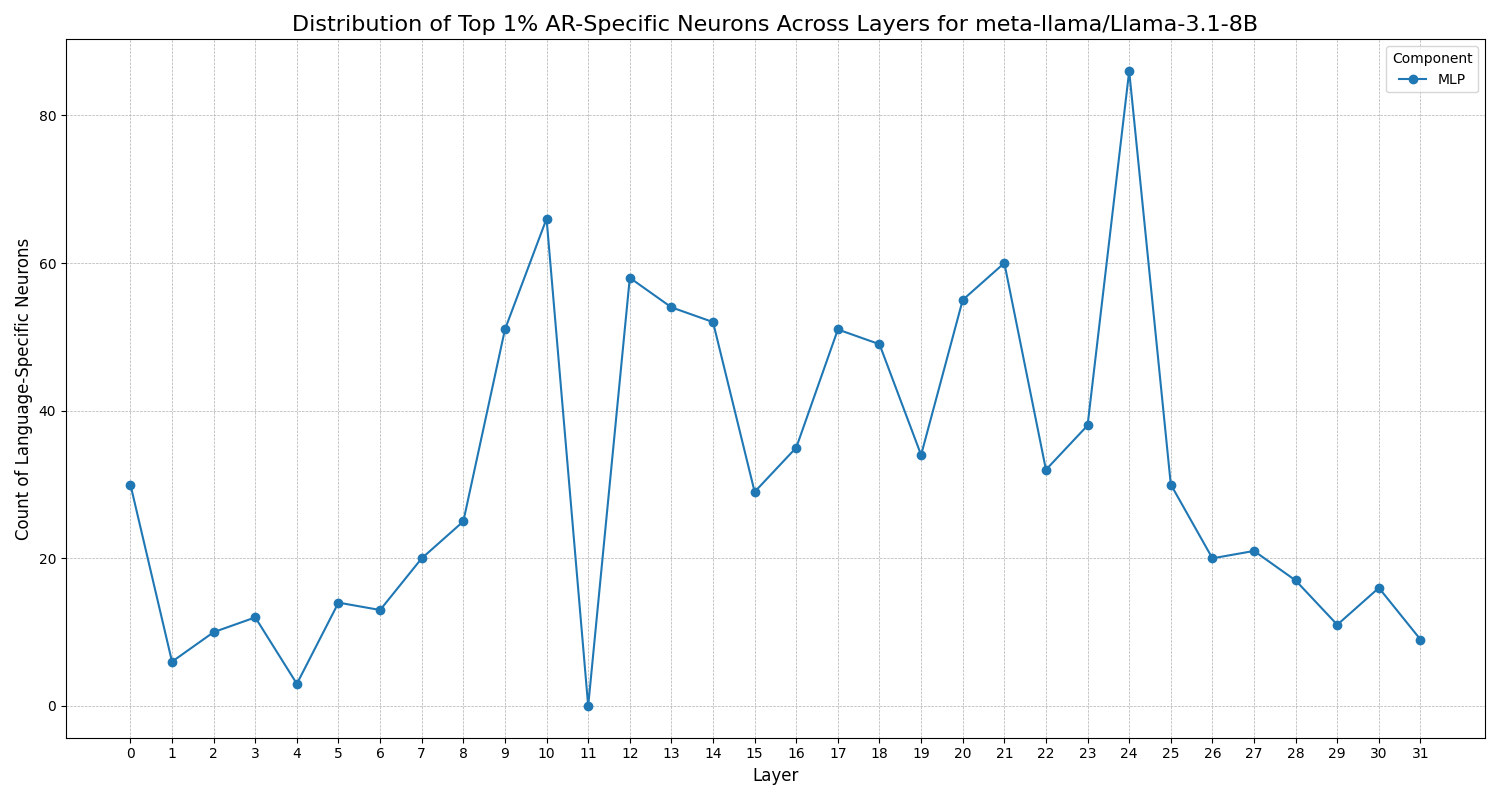 Distribution of Top 1% AR-Specific Neurons Across Layers for meta-llama/Llama-3.1-8B
Component
MLP
Count of Language-Specific Neurons
80
60
40
20
0
0 1 2 3 4 5 6 7 8 9 10 11 12 13 14 15 16 17 18 19 20 21 22 23 24 25 26 27 28 29 30 31
Layer